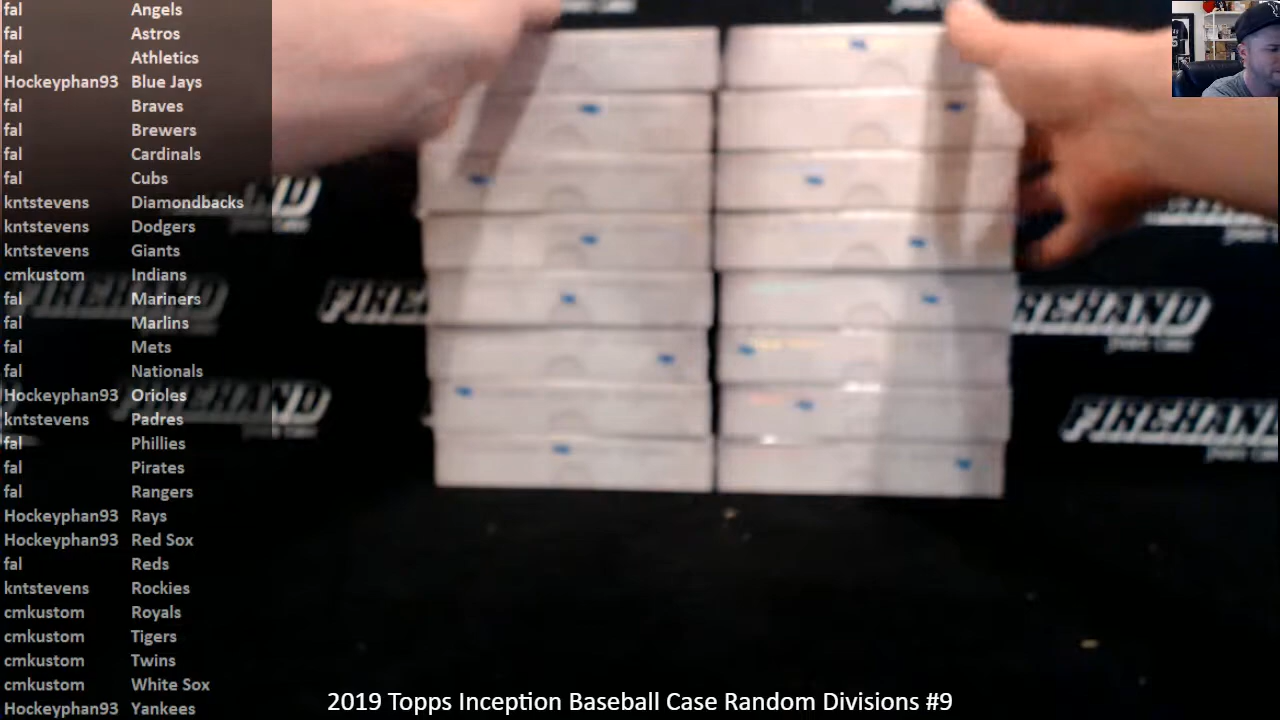 fal Angels
fal Astros
fal Athletics
Hockeyphan93 Blue Jays
fal Braves
fal Brewers
fal Cardinals
fal Cubs
kntstevens Diamondbacks
kntstevens Dodgers
kntstevens Giants
cmkustom Indians
fal Mariners
fal Marlins
fal Mets
fal Nationals
Hockeyphan93 Orioles
kntstevens Padres
fal Phillies
fal Pirates
fal Rangers
Hockeyphan93 Rays
Hockeyphan93 Red Sox
fal Reds
kntstevens Rockies
cmkustom Royals
cmkustom Tigers
cmkustom Twins
cmkustom White Sox
Hockeyphan93 Yankees
FIREHAND
FIREHAND
FIREHAND
FIREHAND
2019 Topps Inception Baseball Case Random Divisions #9